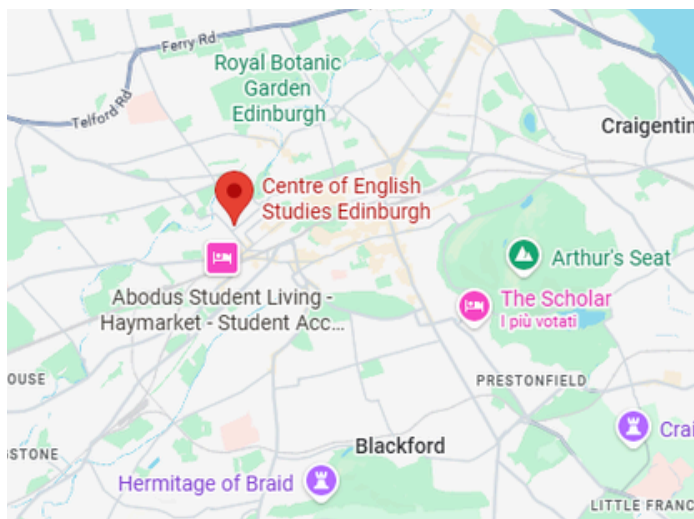 Ferry Rd
Royal Botanic
Garden
Edinburgh
Telford Rd
Craigentin
Centre of English
Studies Edinburgh
Arthur's Seat
Abodus Student Living -
Haymarket - Student Acc...
The Scholar
I più votati
OUSE
PRESTONFIELD
Crai
Blackford
GSTONE
Hermitage of Braid
LITTLE FRANC